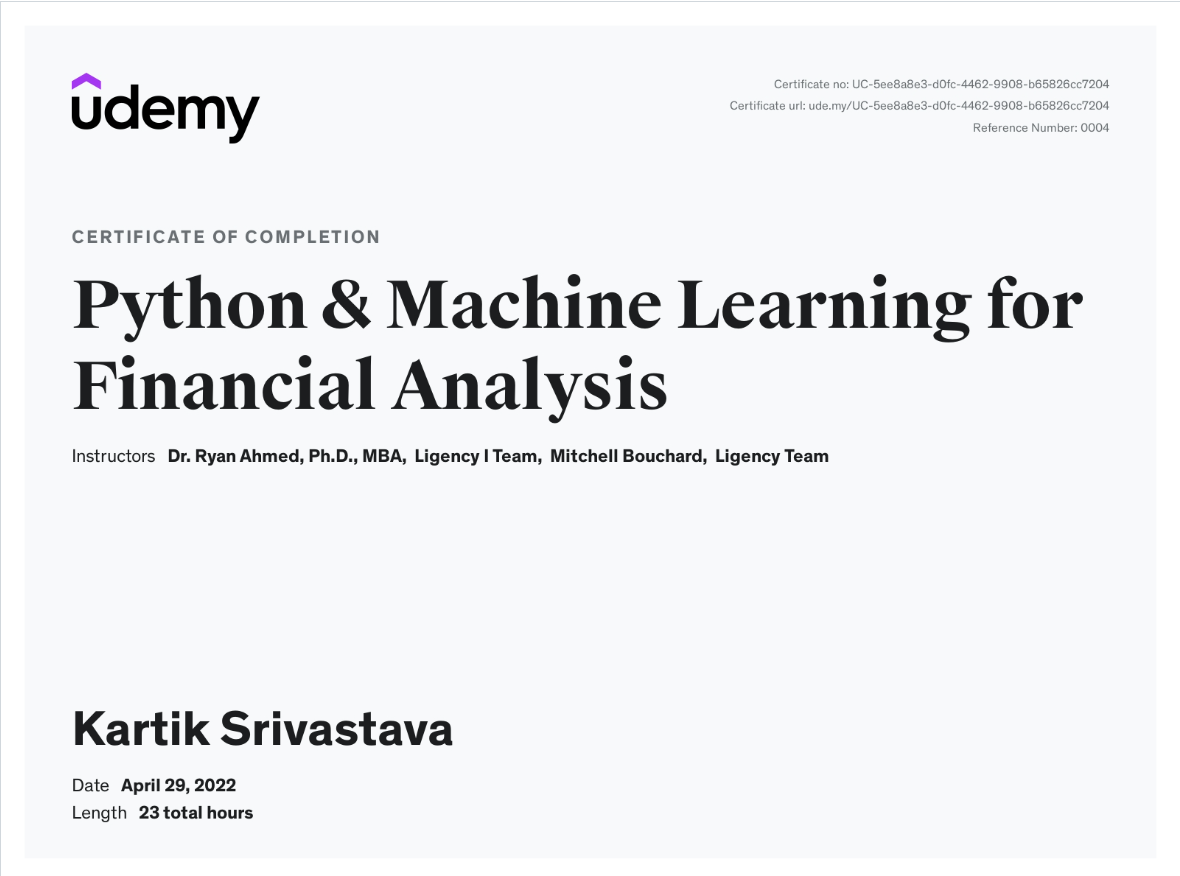 udemy
Certificate no: UC-5ee8a8e3-d0fc-4462-9908-b65826cc7204
Certificate url: ude.my/UC-5ee8a8e3-d0fc-4462-9908-b65826cc7204
Reference Number: 0004
CERTIFICATE OF COMPLETION
Python & Machine Learning for
Financial Analysis
Instructors Dr. Ryan Ahmed, Ph.D., MBA, Ligency I Team, Mitchell Bouchard, Ligency Team
Kartik Srivastava
Date April 29, 2022
Length 23 total hours